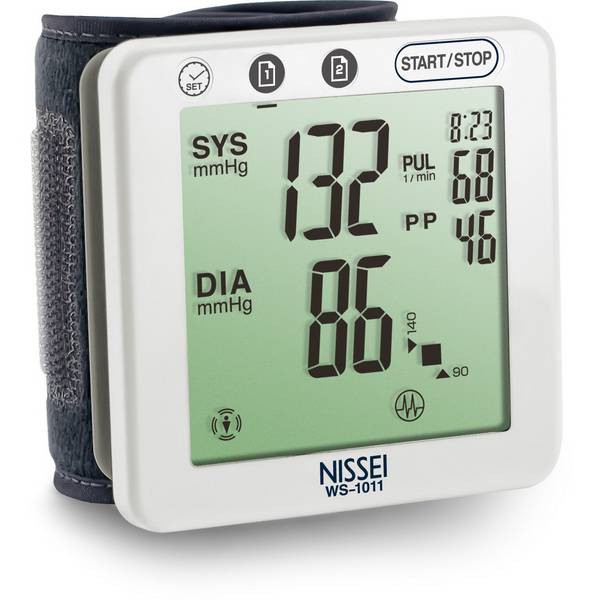 SET 1 2 START/STOP
SYS
mmHg
132
8:23
PUL
1/min
68
PP
46
DIA
mmHg
86
140
90
NISSEI
WS-1011